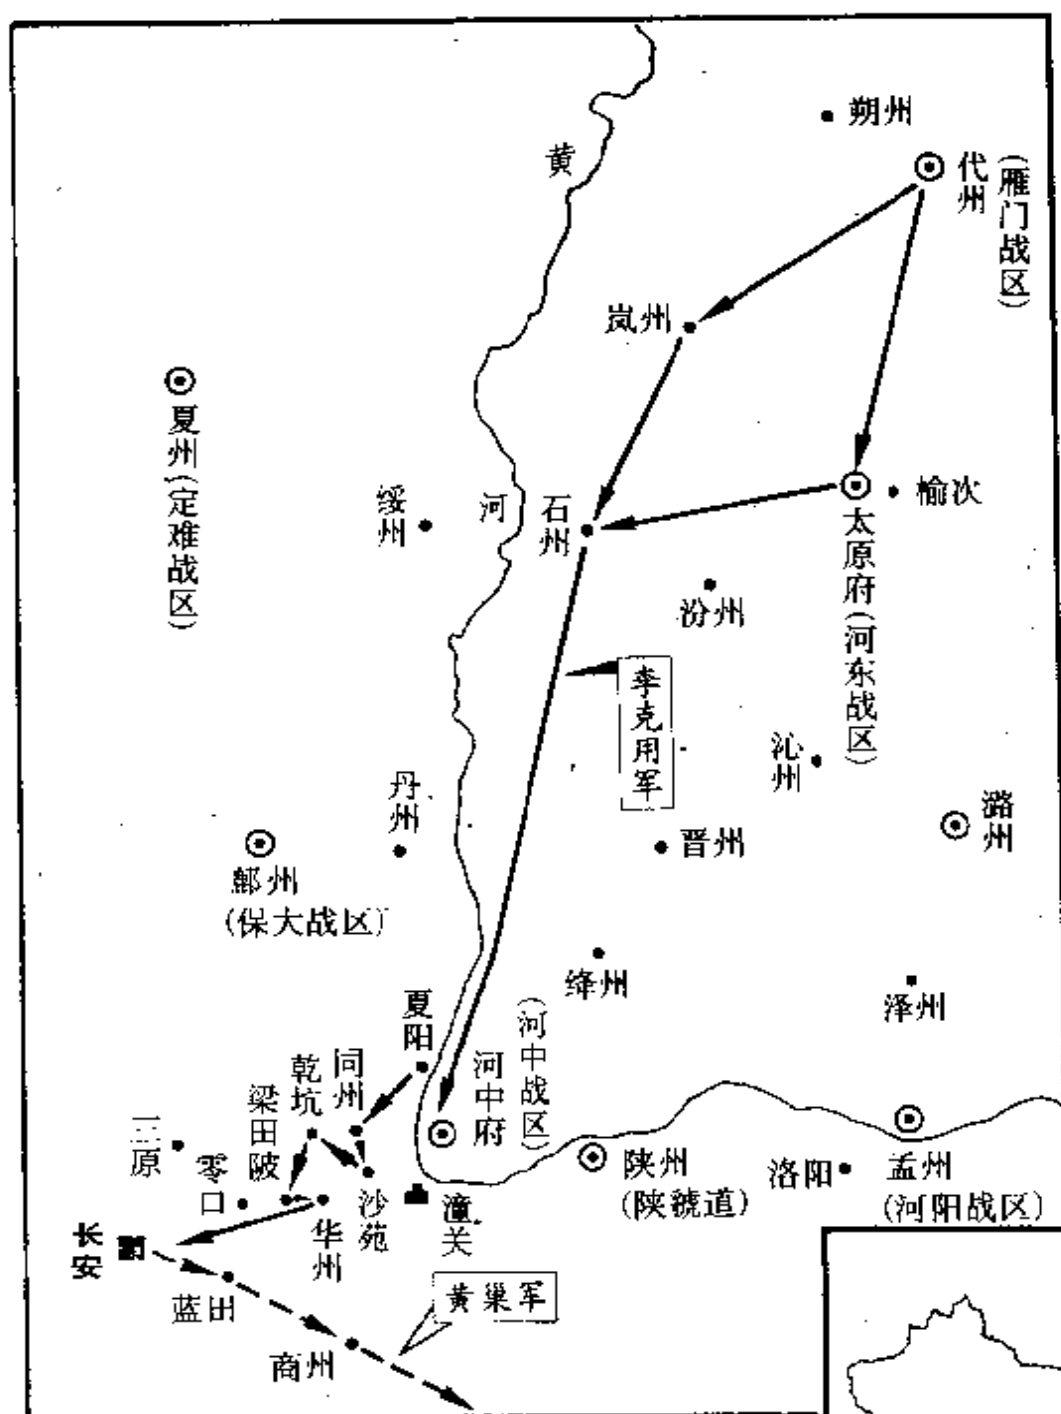 朔州
代州
(雁门战区)
黄
岚州
夏州(定难战区)
绥州
河
石州
榆次
太原府(河东战区)
汾州
李克用军
沁州
丹州
潞州
晋州
鄜州
(保大战区)
绛州
泽州
夏阳
(河中战区)
河中府
同州
乾坑
梁田陂
三原
零口
沙苑
华州
潼关
陕州
(陕虢道)
洛阳
孟州
(河阳战区)
长安
蓝田
黄巢军
商州